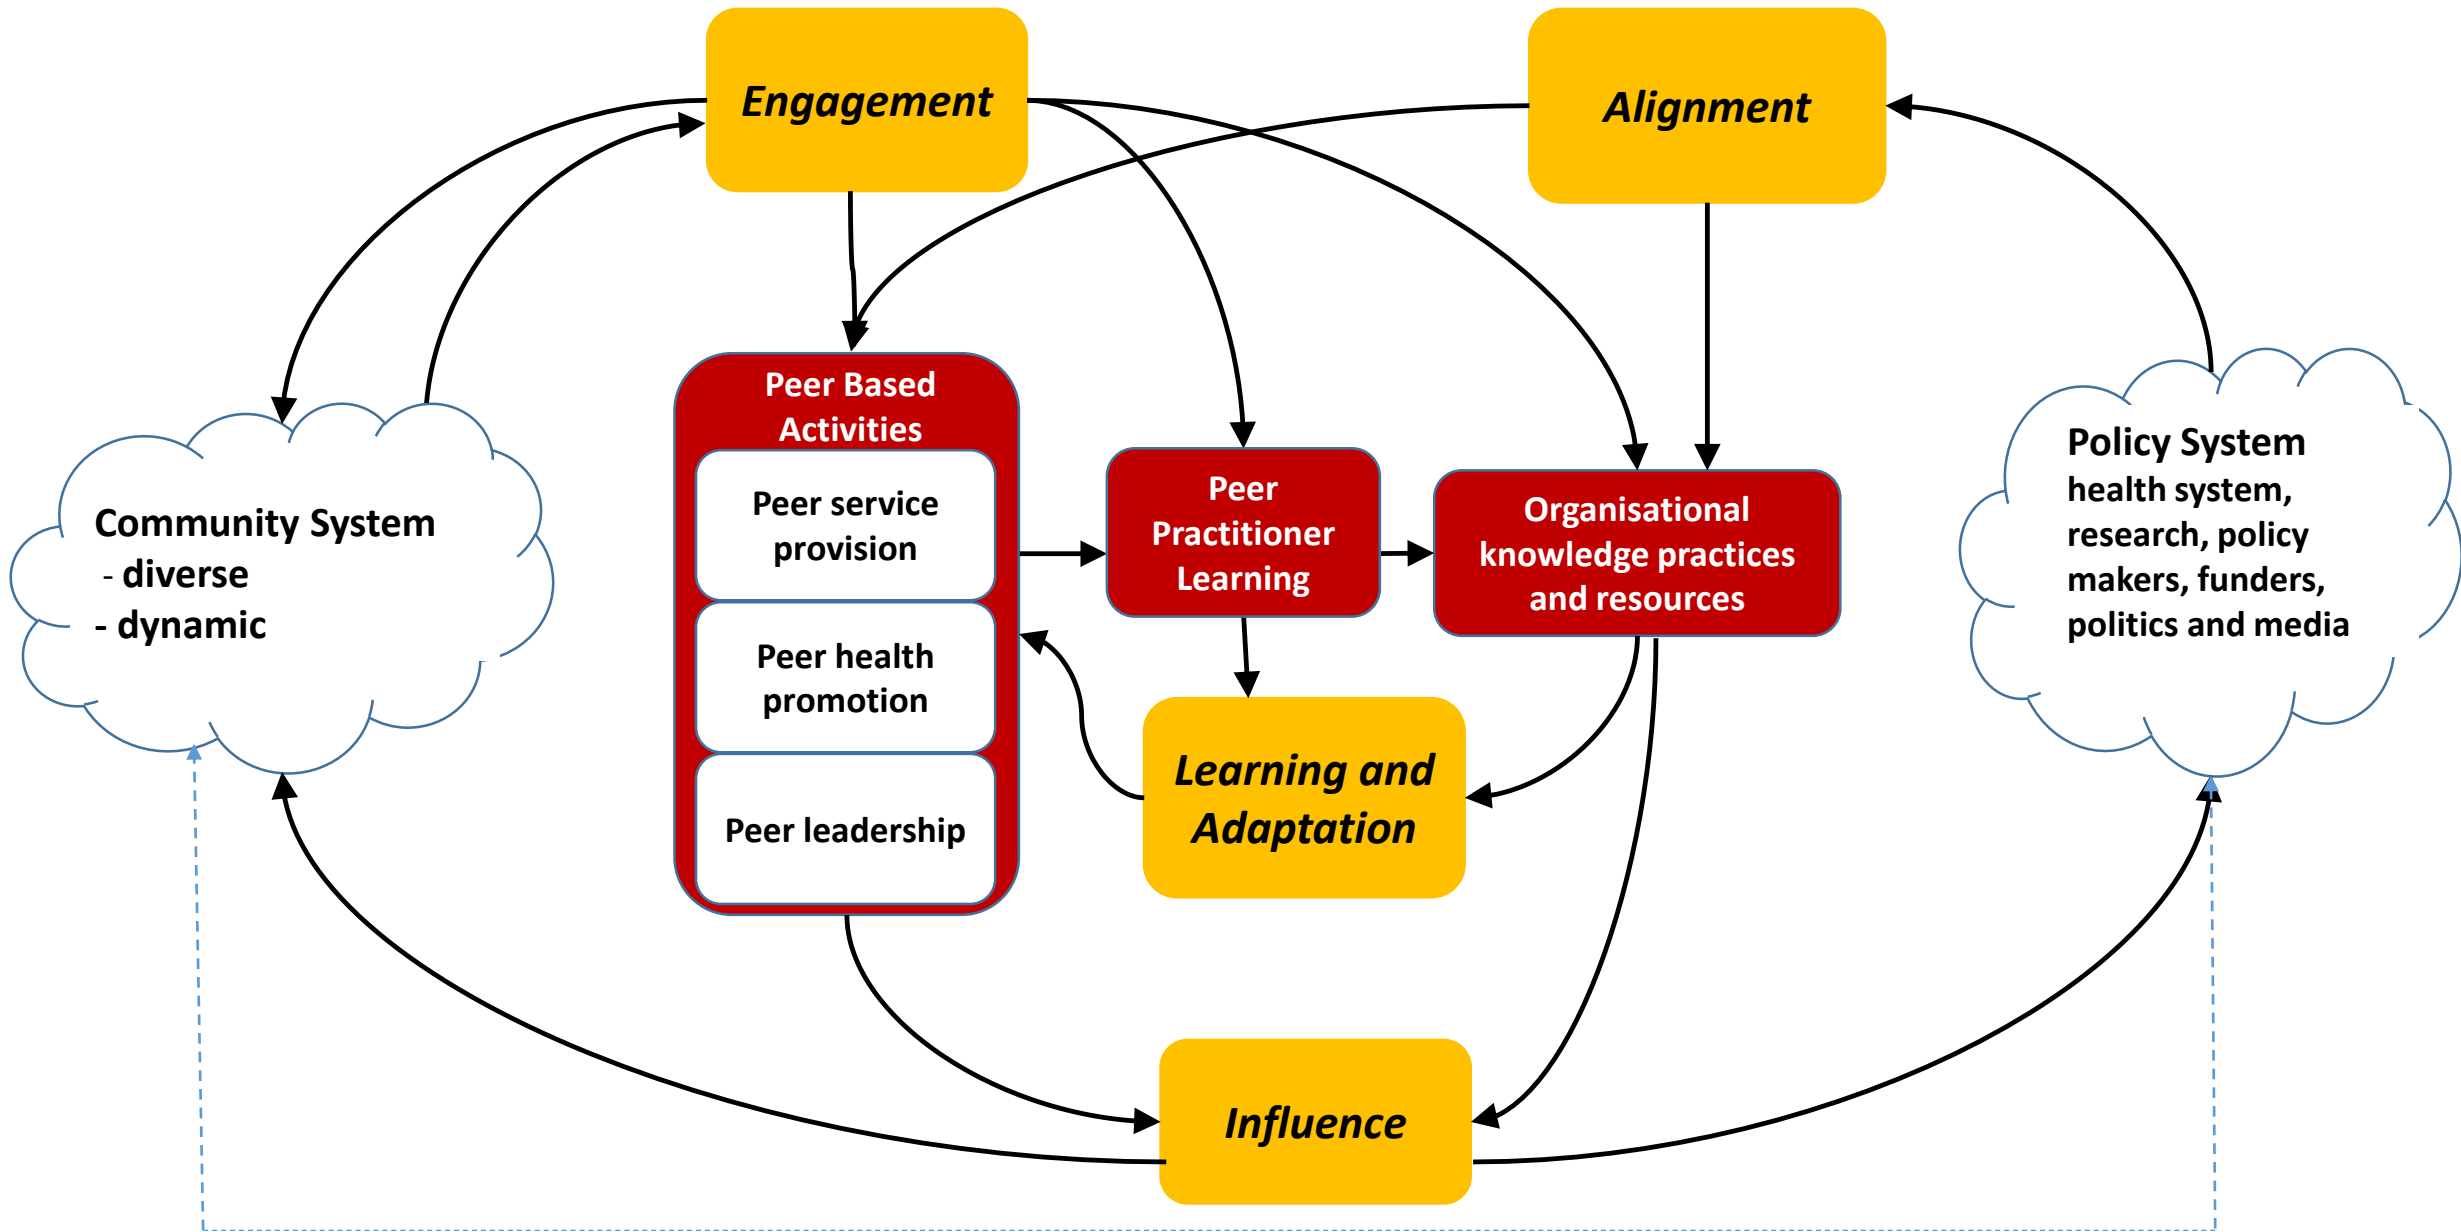 Engagement
Alignment
Community System
- diverse
- dynamic
Peer Based
Activities
Peer service
provision
Peer health
promotion
Peer leadership
Peer
Practitioner
Learning
Organisational
knowledge practices
and resources
Policy System
health system,
research, policy
makers, funders,
politics and media
Learning and
Adaptation
Influence